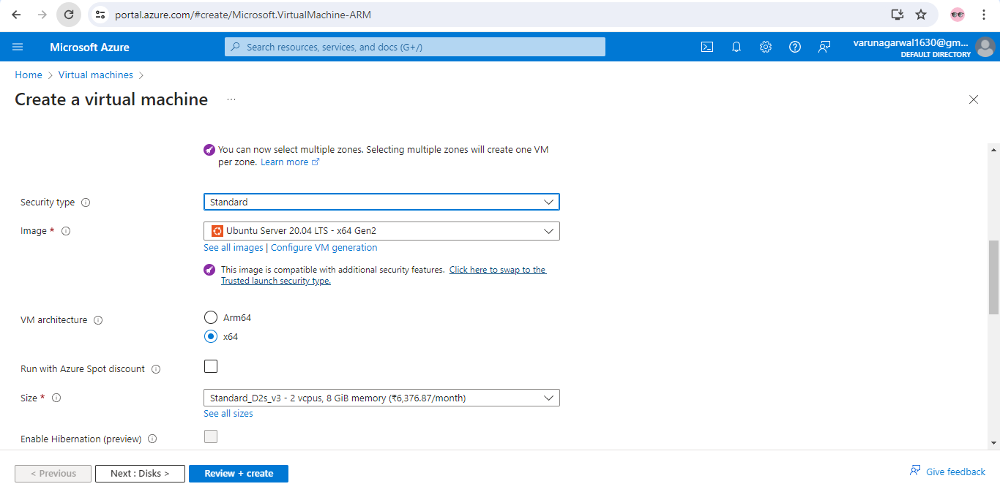 portal.azure.com/#create/Microsoft.VirtualMachine-ARM
Microsoft Azure
Search resources, services, and docs (G+/)
varunagarwal1630@gm...
DEFAULT DIRECTORY
Home > Virtual machines >
Create a virtual machine ...
You can now select multiple zones. Selecting multiple zones will create one VM
per zone. Learn more
Security type
Standard
Image *
Ubuntu Server 20.04 LTS - x64 Gen2
See all images | Configure VM generation
This image is compatible with additional security features. Click here to swap to the
Trusted launch security type.
VM architecture
Arm64
x64
Run with Azure Spot discount
Size *
Standard_D2s_v3 - 2 vcpus, 8 GiB memory (₹6,376.87/month)
See all sizes
Enable Hibernation (preview)
< Previous
Next : Disks >
Review + create
Give feedback